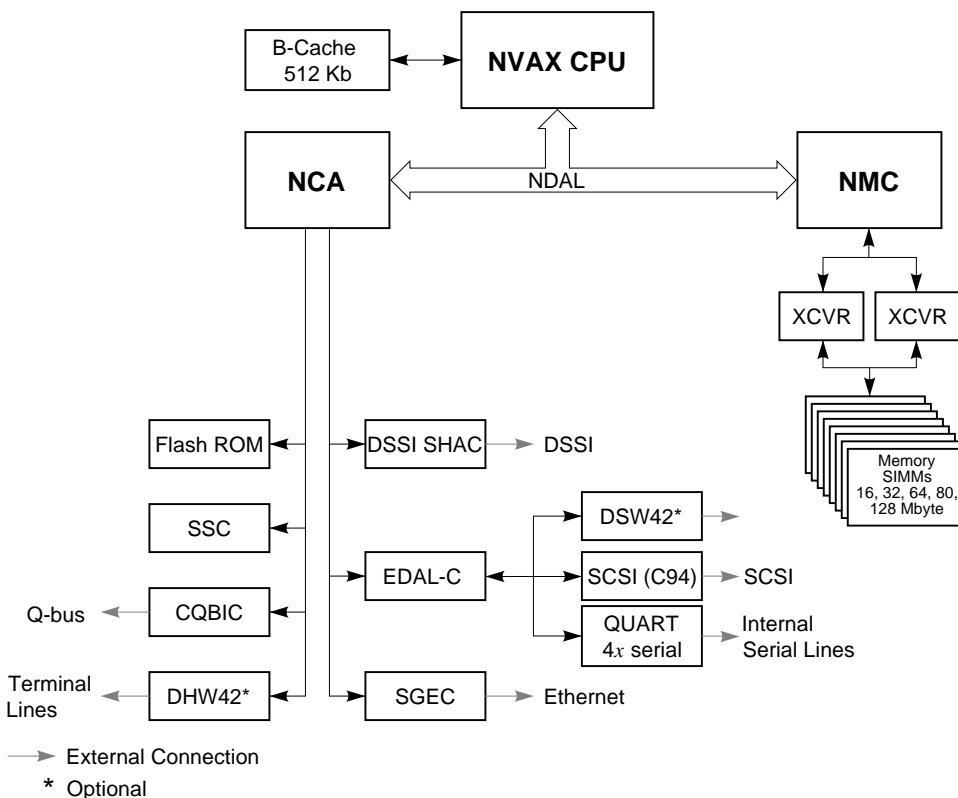 B-Cache
512 Kb
NVAX CPU
NCA
NDAL
NMC
XCVR
XCVR
Memory
SIMMs
16, 32, 64, 80,
128 Mbyte
Flash ROM
DSSI SHAC
DSSI
SSC
DSW42*
EDAL-C
SCSI (C94)
SCSI
Q-bus
CQBIC
QUART
4x serial
Internal
Serial Lines
Terminal
Lines
DHW42*
SGEC
Ethernet
External Connection
* Optional